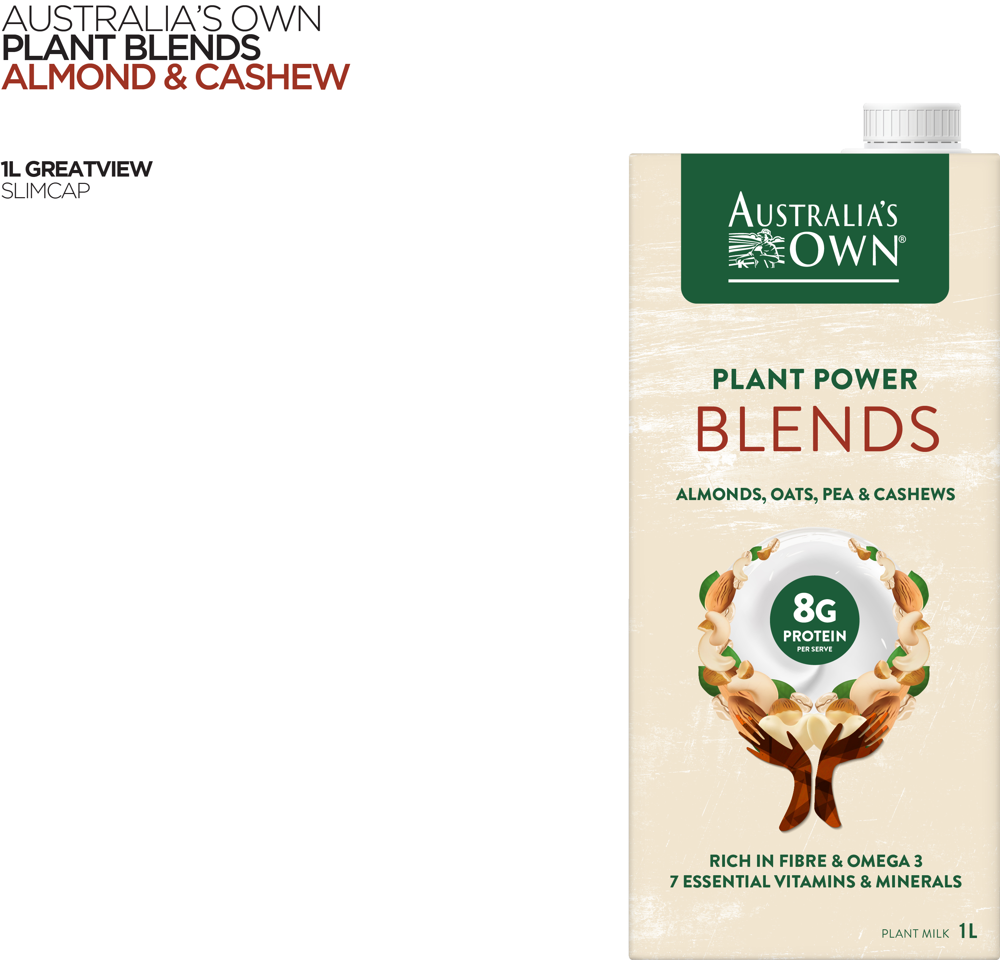 AUSTRALIA’S OWN
PLANT BLENDS
ALMOND & CASHEW
1L GREATVIEW
SLIMCAP
AUSTRALIA’S
OWN®
PLANT POWER
BLENDS
ALMONDS, OATS, PEA & CASHEWS
8G
PROTEIN
PER SERVE
RICH IN FIBRE & OMEGA 3
7 ESSENTIAL VITAMINS & MINERALS
PLANT MILK 1L